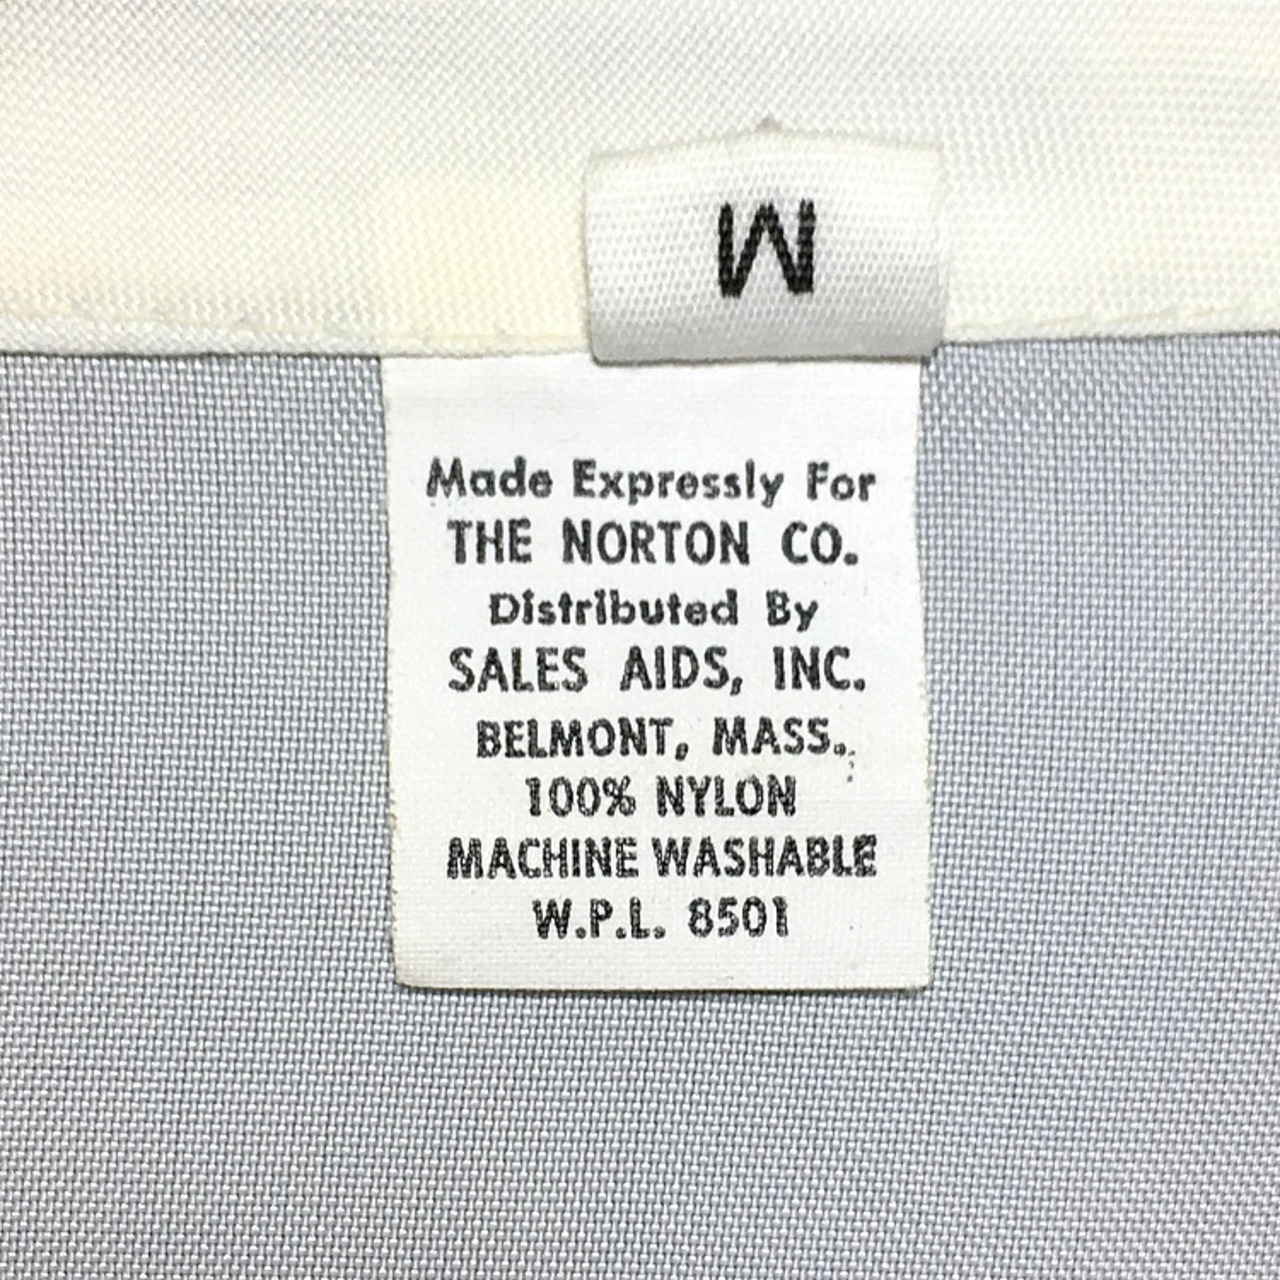 M
Made Expressly For
THE NORTON CO.
Distributed By
SALES AIDS, INC.
BELMONT, MASS.
100% NYLON
MACHINE WASHABLE
W.P.L. 8501